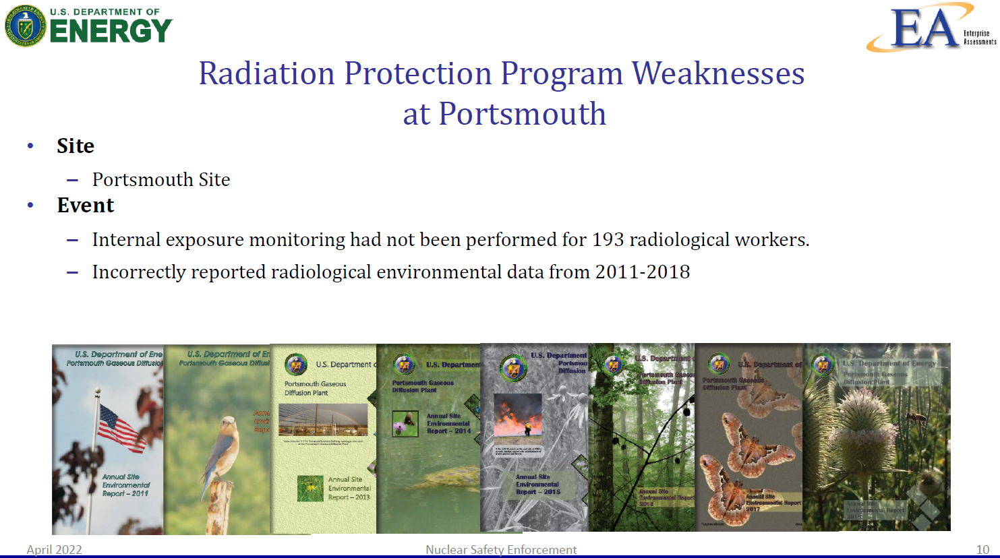 U.S. DEPARTMENT OF
ENERGY
EA Enterprise
Assessments
Radiation Protection Program Weaknesses
at Portsmouth
• Site
– Portsmouth Site
• Event
– Internal exposure monitoring had not been performed for 193 radiological workers.
– Incorrectly reported radiological environmental data from 2011-2018
U.S. Department of Ene
Portsmouth Gaseous Diffusio
Annual Site
Environmental
Report – 2011
U.S. Department of En
Portsmouth Gaseous Diffusi
U.S. Department o
Portsmouth Gaseous
Diffusion Plant
Annual Site
Environmental
Report – 2013
U.S. Department
Portsmouth Gaseous
Diffusion Plant
Annual Site
Environmental
Report – 2014
U.S. Department
Portsmou
Diffusion
Annual Site
Environmental
Report – 2015
U.S. Department o
Portsmouth Gaseou
Diffusion Plant
Annual Site
Environmental Report
U.S. Department of
Portsmouth Gaseous
Diffusion Plant
Annual Site
Environmental Report
2017
U.S. Department of Energy
Portsmouth Gaseous
Diffusion Plant
Annual Site
Environmental Report
April 2022
Nuclear Safety Enforcement
10